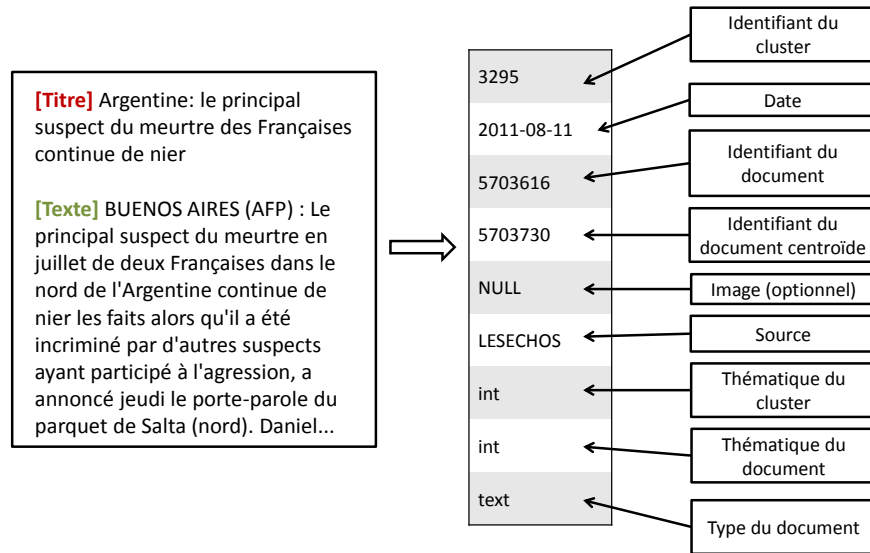 [Titre] Argentine: le principal
suspect du meurtre des Françaises
continue de nier
[Texte] BUENOS AIRES (AFP) : Le
principal suspect du meurtre en
juillet de deux Françaises dans le
nord de l'Argentine continue de
nier les faits alors qu'il a été
incriminé par d'autres suspects
ayant participé à l'agression, a
annoncé jeudi le porte-parole du
parquet de Salta (nord). Daniel...
3295
2011-08-11
5703616
5703730
NULL
LESECHOS
int
int
text
Identifiant du
cluster
Date
Identifiant du
document
Identifiant du
document centroïde
Image (optionnel)
Source
Thématique du
cluster
Thématique du
document
Type du document